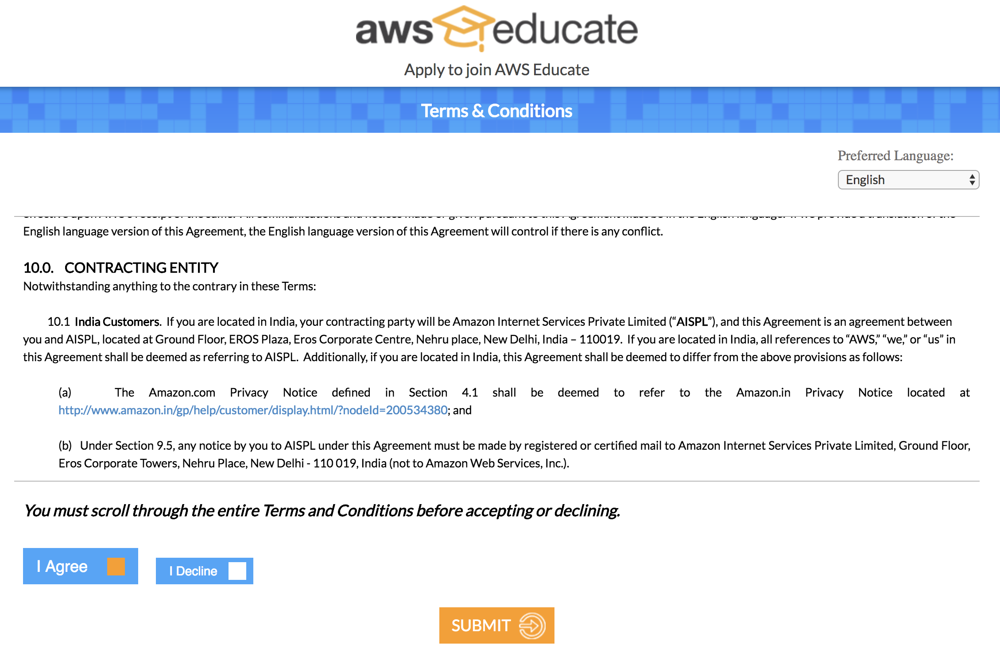 aws educate
Apply to join AWS Educate
Terms & Conditions
Preferred Language:
English
English language version of this Agreement, the English language version of this Agreement will control if there is any conflict.
10.0. CONTRACTING ENTITY
Notwithstanding anything to the contrary in these Terms:
10.1 India Customers. If you are located in India, your contracting party will be Amazon Internet Services Private Limited (“AISPL”), and this Agreement is an agreement between
you and AISPL, located at Ground Floor, EROS Plaza, Eros Corporate Centre, Nehru place, New Delhi, India – 110019. If you are located in India, all references to “AWS,” “we,” or “us” in
this Agreement shall be deemed as referring to AISPL. Additionally, if you are located in India, this Agreement shall be deemed to differ from the above provisions as follows:
(a) The Amazon.com Privacy Notice defined in Section 4.1 shall be deemed to refer to the Amazon.in Privacy Notice located at
http://www.amazon.in/gp/help/customer/display.html/?nodeId=200534380; and
(b) Under Section 9.5, any notice by you to AISPL under this Agreement must be made by registered or certified mail to Amazon Internet Services Private Limited, Ground Floor,
Eros Corporate Towers, Nehru Place, New Delhi - 110 019, India (not to Amazon Web Services, Inc.).
You must scroll through the entire Terms and Conditions before accepting or declining.
I Agree
I Decline
SUBMIT